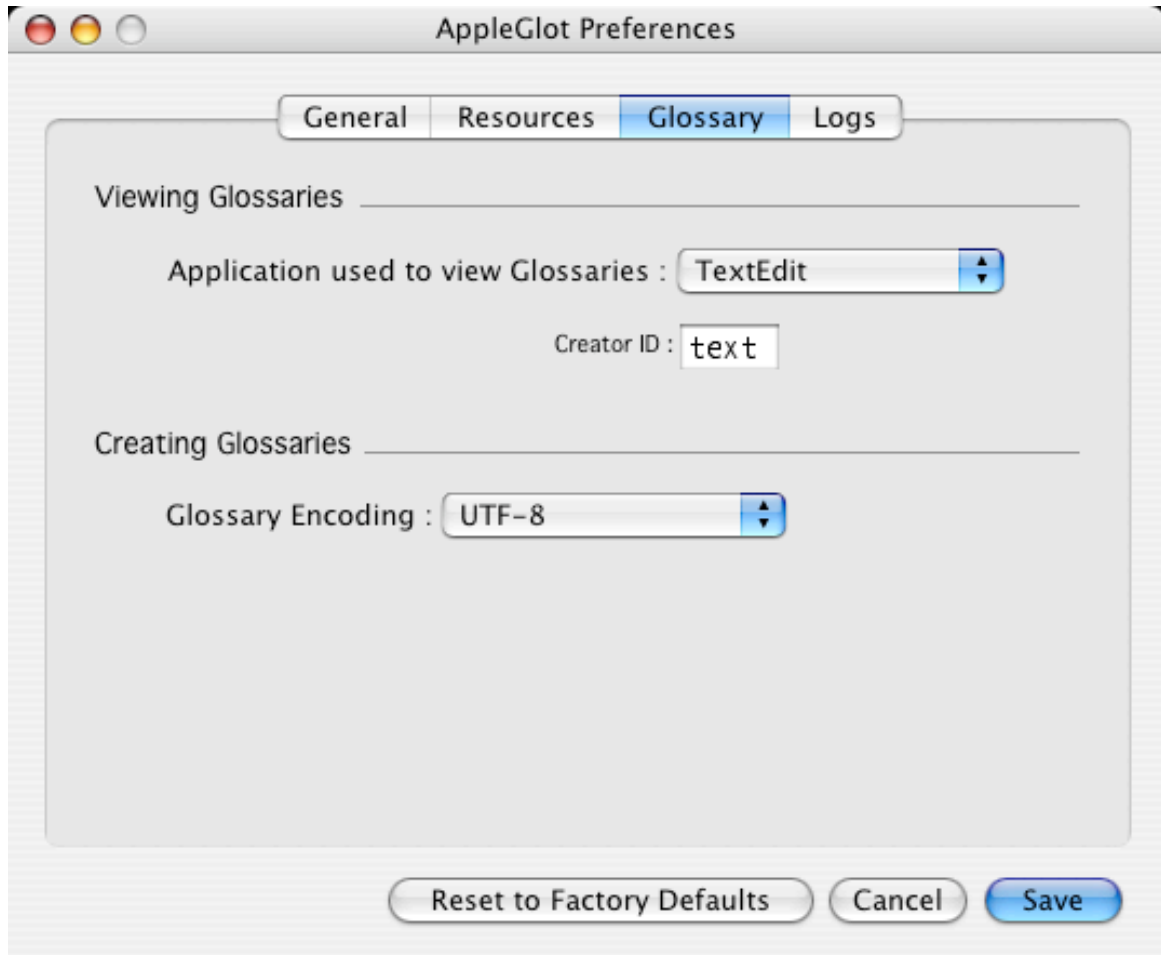 AppleGlot Preferences
General Resources Glossary Logs
Viewing Glossaries
Application used to view Glossaries : TextEdit
Creator ID : text
Creating Glossaries
Glossary Encoding : UTF-8
Reset to Factory Defaults Cancel Save